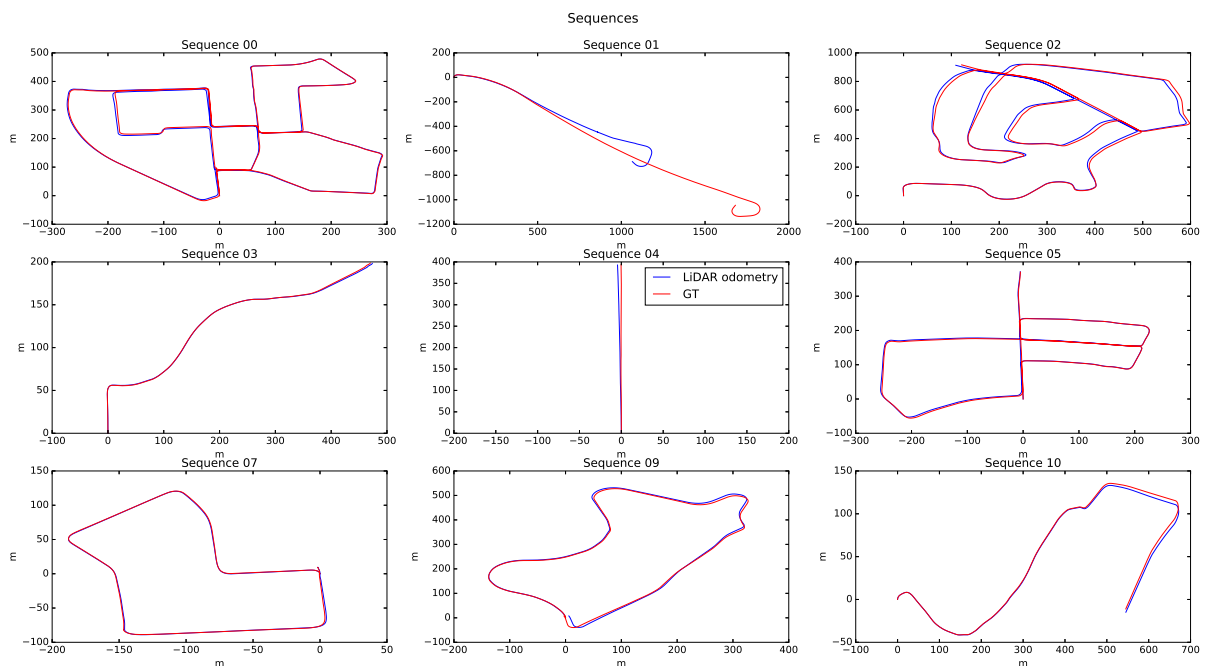 Sequences
Sequence 00
500
400
300
200
100
0
−100
m
−300 −200 −100 0 100 200 300
m
Sequence 01
200
0
−200
−400
−600
−800
−1000
−1200
m
0 500 1000 1500 2000
m
Sequence 02
1000
800
600
400
200
0
−200
m
−100 0 100 200 300 400 500 600
m
Sequence 03
200
150
100
50
0
m
−100 0 100 200 300 400 500
m
Sequence 04
400
350
300
250
200
150
100
50
0
m
LiDAR odometry
GT
−200 −150 −100 −50 0 50 100 150 200
m
Sequence 05
400
300
200
100
0
−100
m
−300 −200 −100 0 100 200 300
m
Sequence 07
150
100
50
0
−50
−100
m
−200 −150 −100 −50 0 50
m
Sequence 09
600
500
400
300
200
100
0
−100
m
−200 −100 0 100 200 300 400
m
Sequence 10
150
100
50
0
−50
m
−100 0 100 200 300 400 500 600 700
m